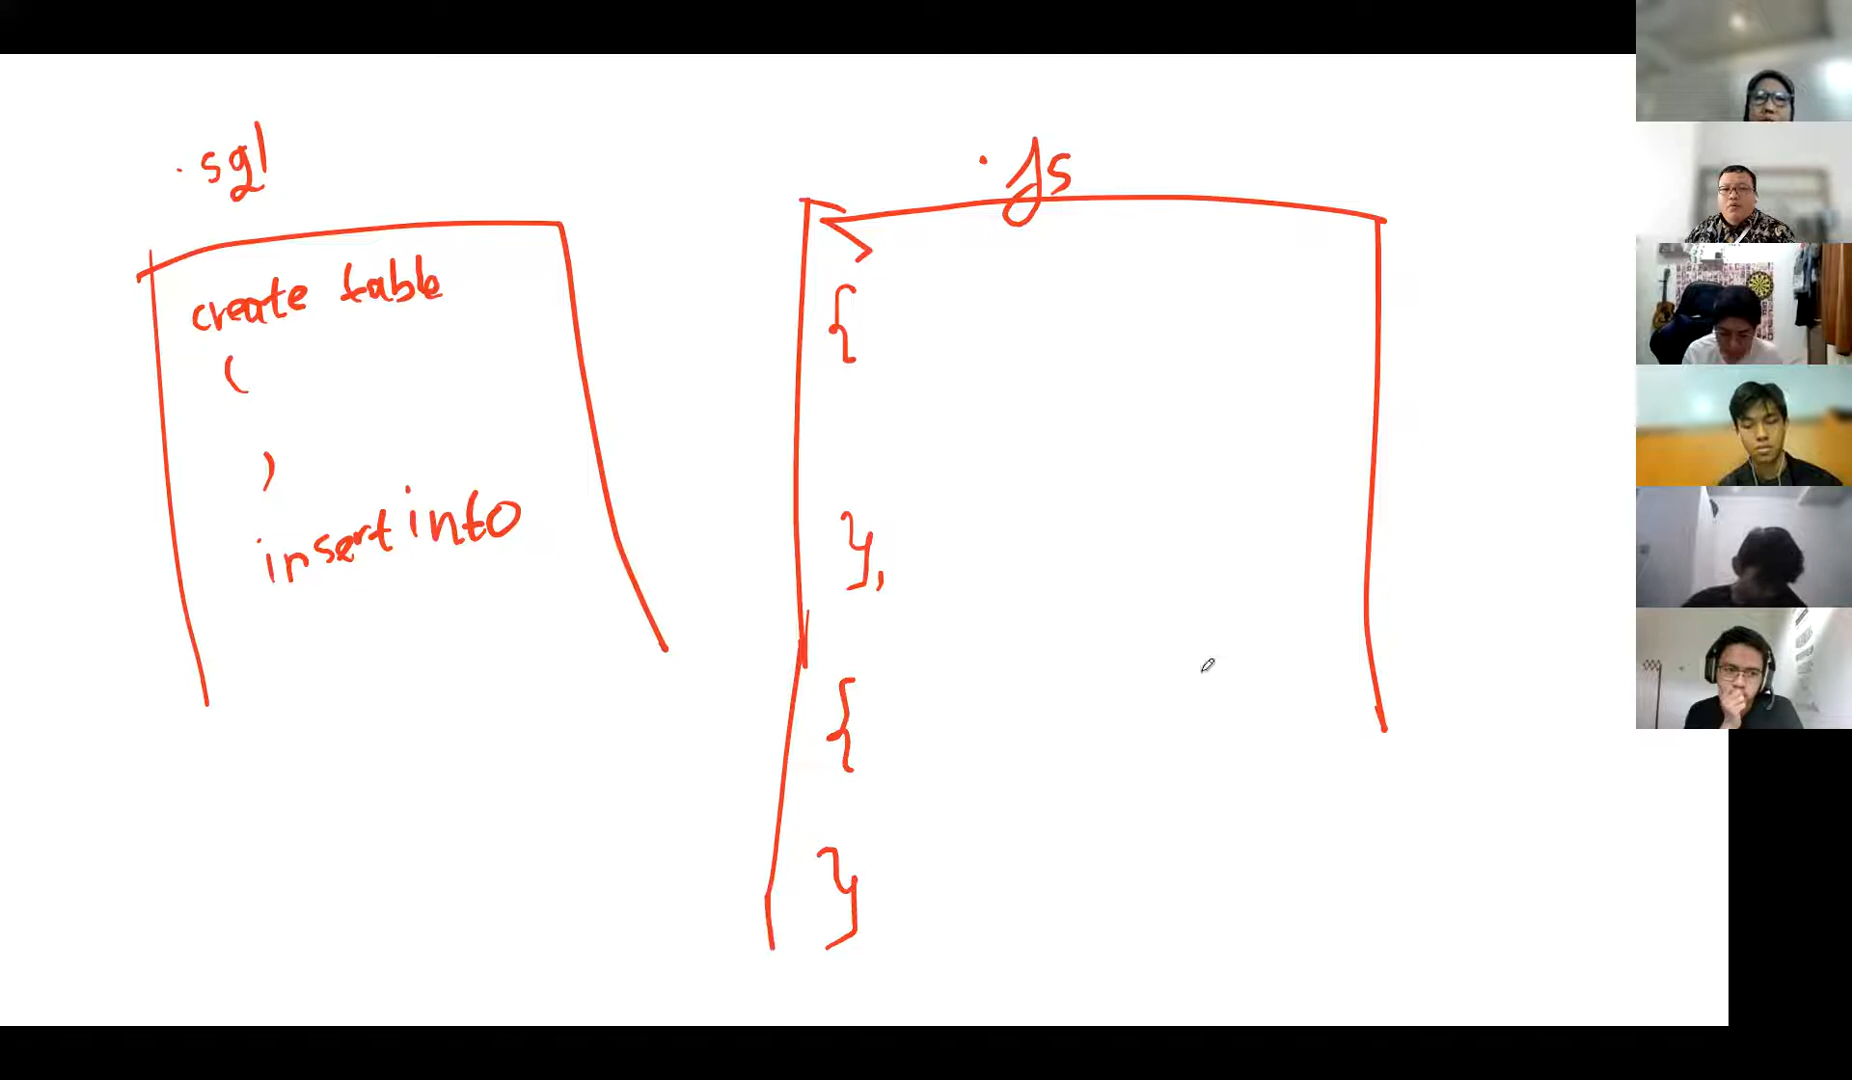 .sql
create table
(
)
insert into
.js
{
},
{
}